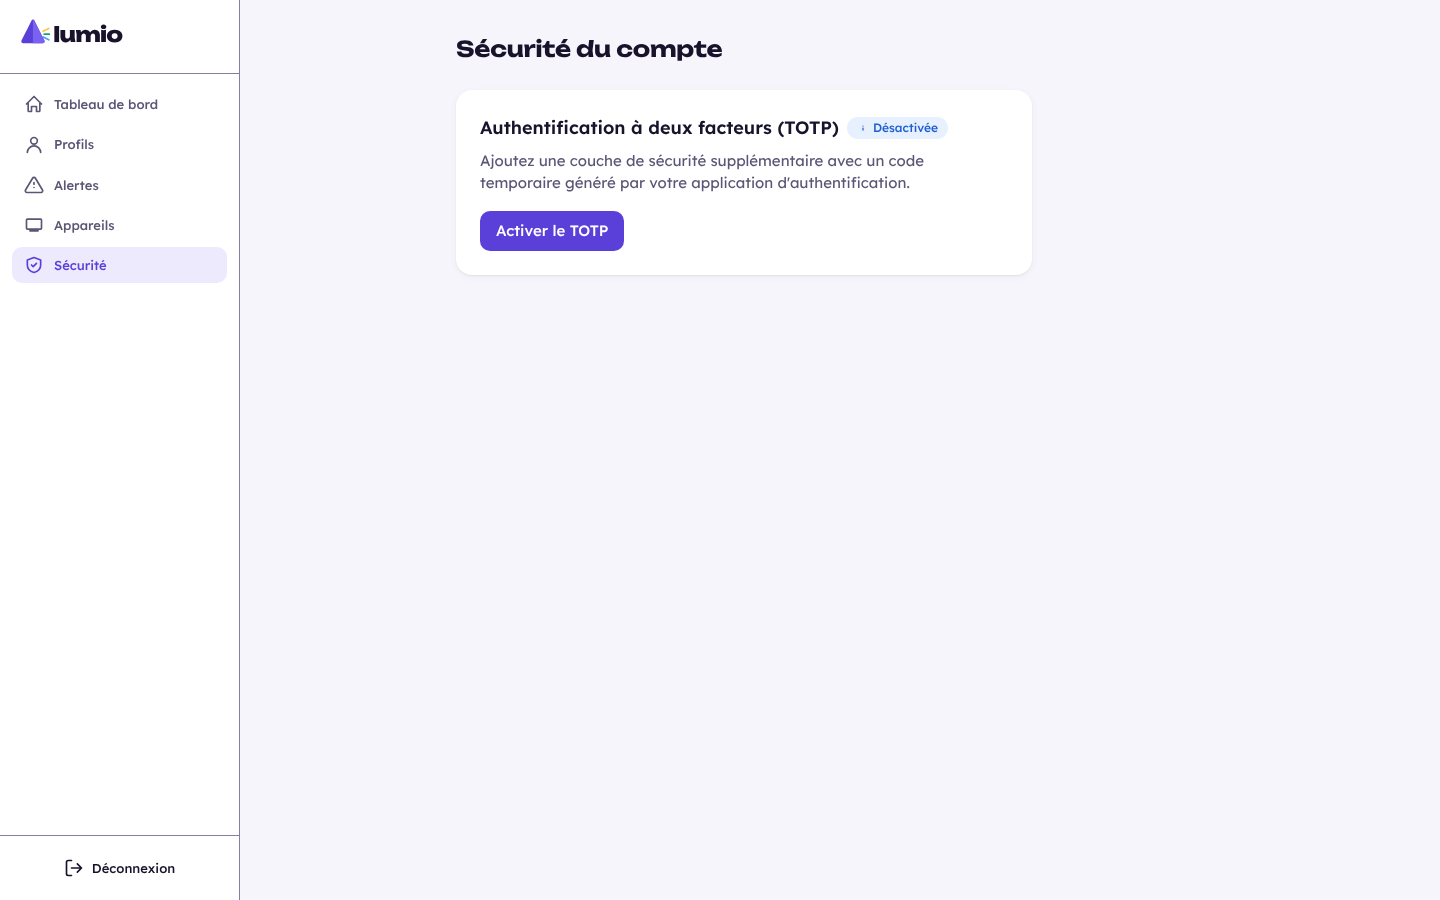 lumio
Tableau de bord
Profils
Alertes
Appareils
Sécurité
Déconnexion
Sécurité du compte
Authentification à deux facteurs (TOTP)
Désactivée
Ajoutez une couche de sécurité supplémentaire avec un code
temporaire généré par votre application d'authentification.
Activer le TOTP